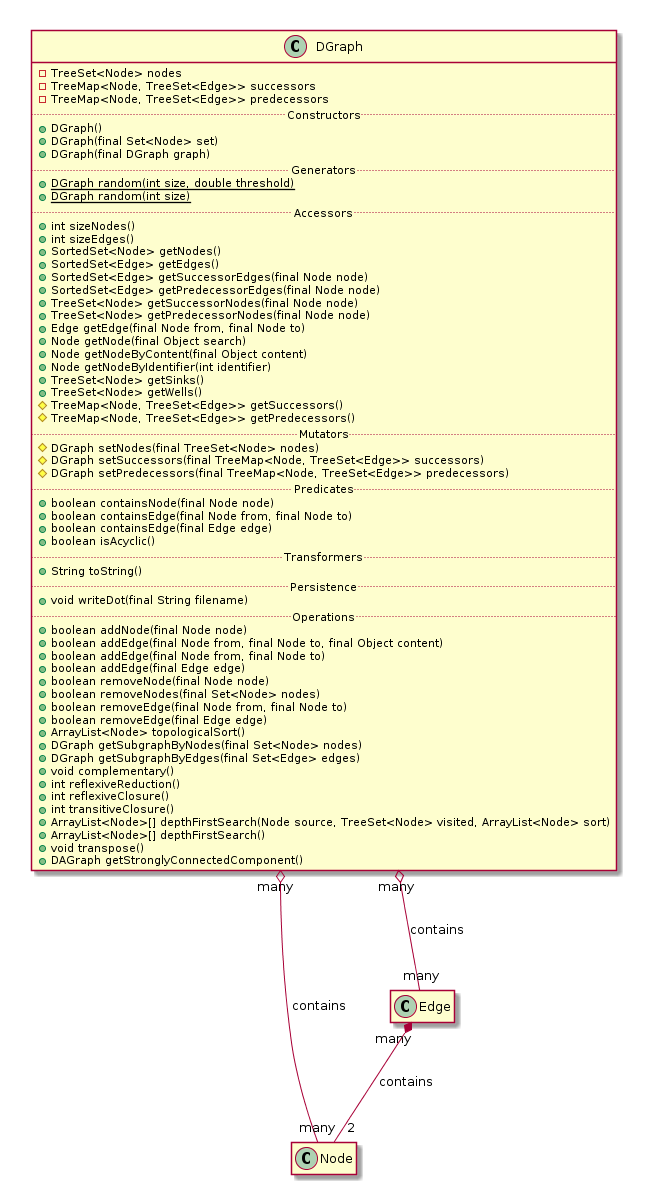 C DGraph
TreeSet<Node> nodes
TreeMap<Node, TreeSet<Edge>> successors
TreeMap<Node, TreeSet<Edge>> predecessors
Constructors
DGraph()
DGraph(final Set<Node> set)
DGraph(final DGraph graph)
Generators
DGraph random(int size, double threshold)
DGraph random(int size)
Accessors
int sizeNodes()
int sizeEdges()
SortedSet<Node> getNodes()
SortedSet<Edge> getEdges()
SortedSet<Edge> getSuccessorEdges(final Node node)
SortedSet<Edge> getPredecessorEdges(final Node node)
TreeSet<Node> getSuccessorNodes(final Node node)
TreeSet<Node> getPredecessorNodes(final Node node)
Edge getEdge(final Node from, final Node to)
Node getNode(final Object search)
Node getNodeByContent(final Object content)
Node getNodeByIdentifier(int identifier)
TreeSet<Node> getSinks()
TreeSet<Node> getWells()
TreeMap<Node, TreeSet<Edge>> getSuccessors()
TreeMap<Node, TreeSet<Edge>> getPredecessors()
Mutators
DGraph setNodes(final TreeSet<Node> nodes)
DGraph setSuccessors(final TreeMap<Node, TreeSet<Edge>> successors)
DGraph setPredecessors(final TreeMap<Node, TreeSet<Edge>> predecessors)
Predicates
boolean containsNode(final Node node)
boolean containsEdge(final Node from, final Node to)
boolean containsEdge(final Edge edge)
boolean isAcyclic()
Transformers
String toString()
Persistence
void writeDot(final String filename)
Operations
boolean addNode(final Node node)
boolean addEdge(final Node from, final Node to, final Object content)
boolean addEdge(final Node from, final Node to)
boolean addEdge(final Edge edge)
boolean removeNode(final Node node)
boolean removeNodes(final Set<Node> nodes)
boolean removeEdge(final Node from, final Node to)
boolean removeEdge(final Edge edge)
ArrayList<Node> topologicalSort()
DGraph getSubgraphByNodes(final Set<Node> nodes)
DGraph getSubgraphByEdges(final Set<Edge> edges)
void complementary()
int reflexiveReduction()
int reflexiveClosure()
int transitiveClosure()
ArrayList<Node>[] depthFirstSearch(Node source, TreeSet<Node> visited, ArrayList<Node> sort)
ArrayList<Node>[] depthFirstSearch()
void transpose()
DAGraph getStronglyConnectedComponent()
many many
contains
many
C Edge
contains
many
contains
many 2
C Node